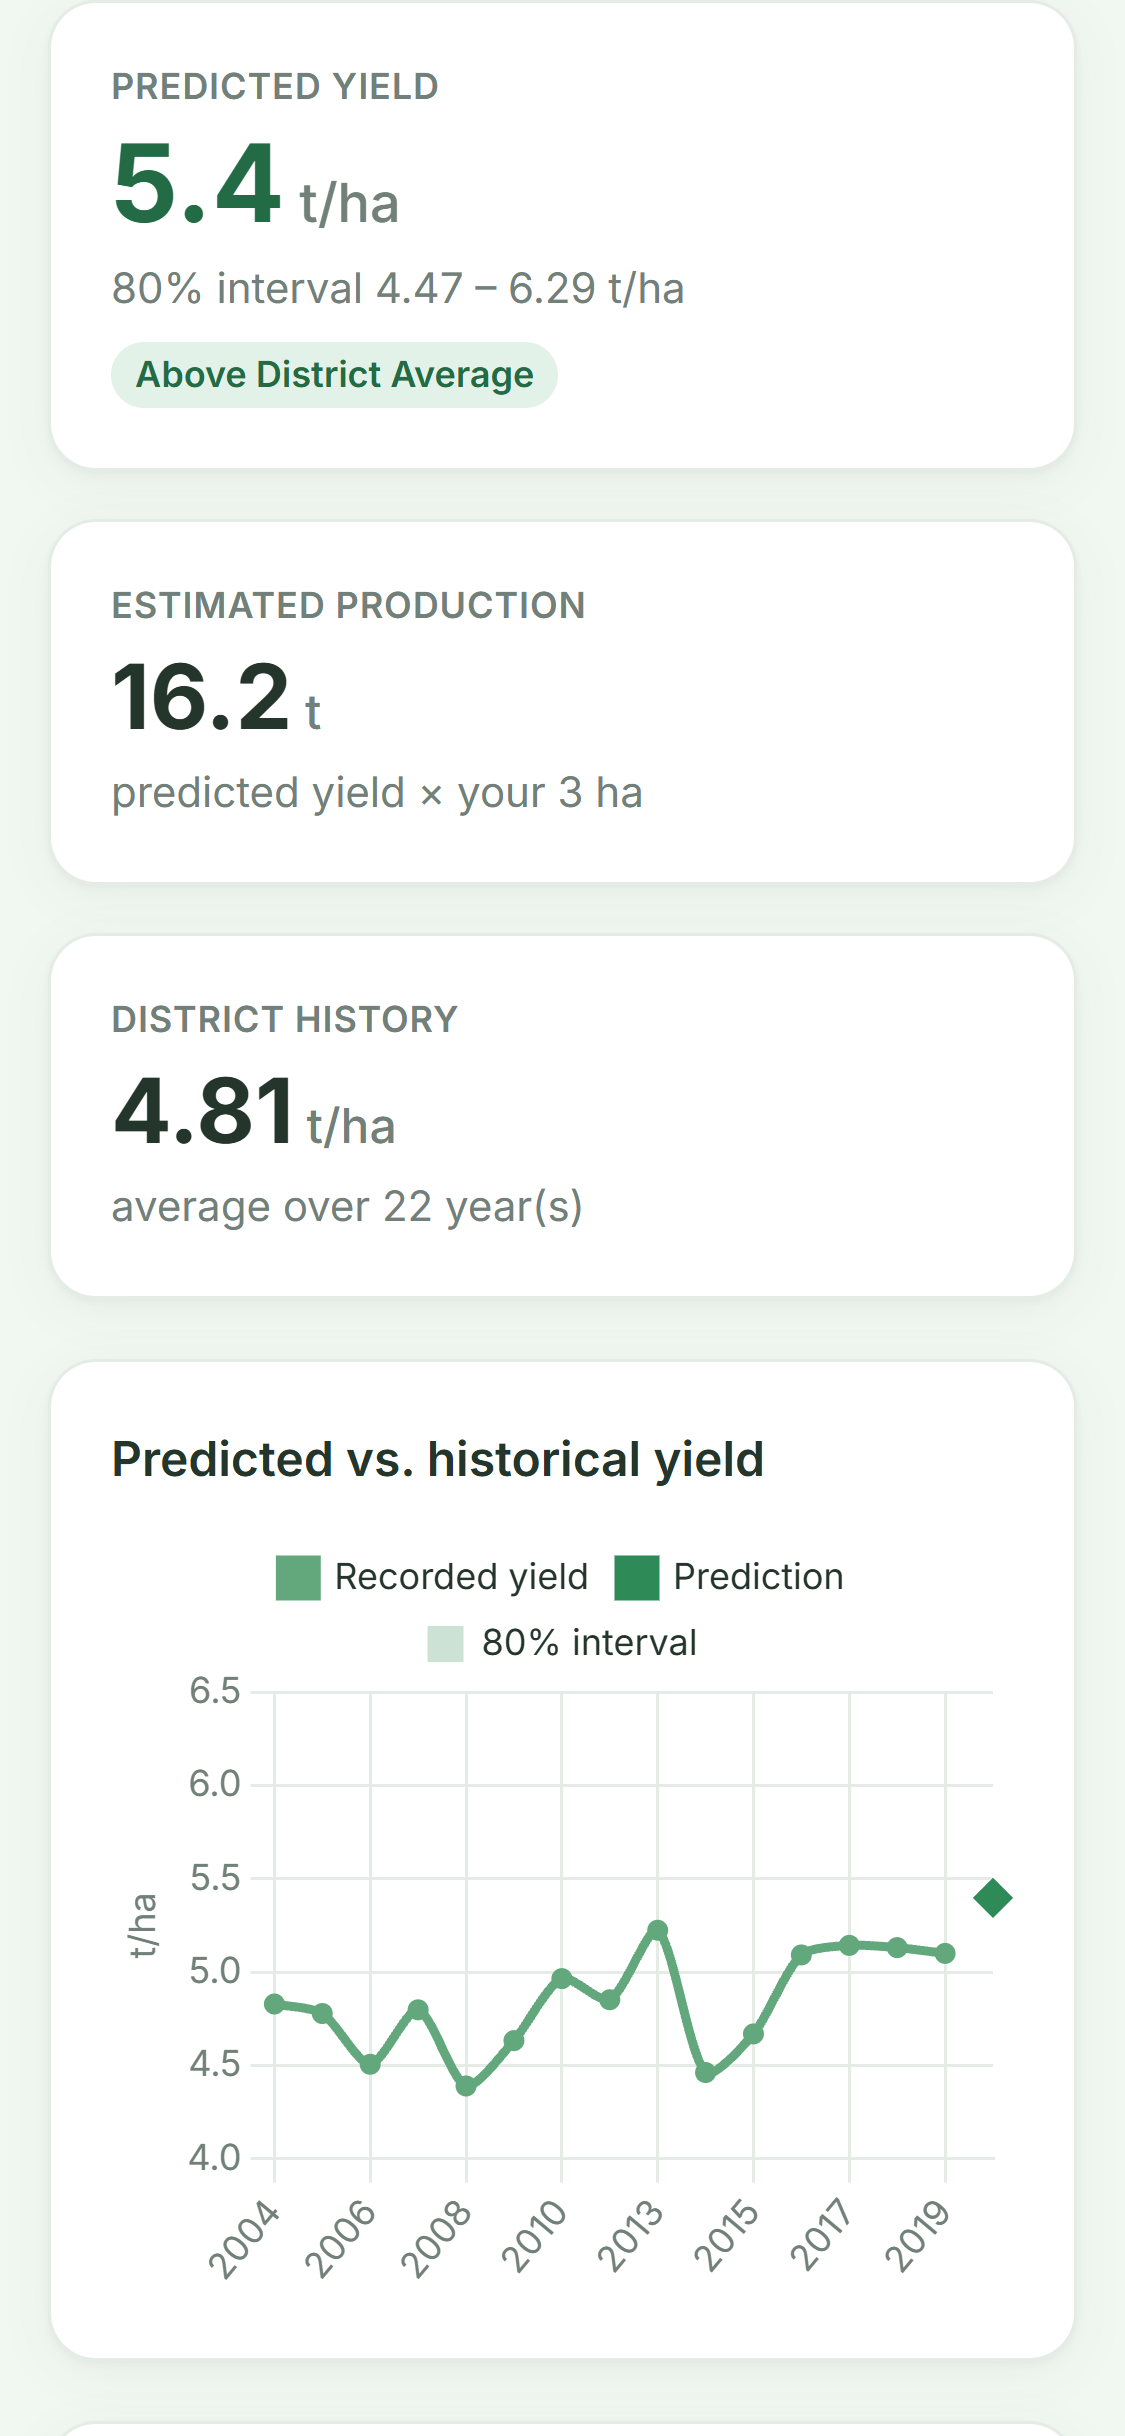 PREDICTED YIELD
5.4 t/ha
80% interval 4.47 – 6.29 t/ha
Above District Average
ESTIMATED PRODUCTION
16.2 t
predicted yield × your 3 ha
DISTRICT HISTORY
4.81 t/ha
average over 22 year(s)
Predicted vs. historical yield
Recorded yield Prediction
80% interval
6.5
6.0
5.5
t/ha
5.0
4.5
4.0
2004 2006 2008 2010 2013 2015 2017 2019